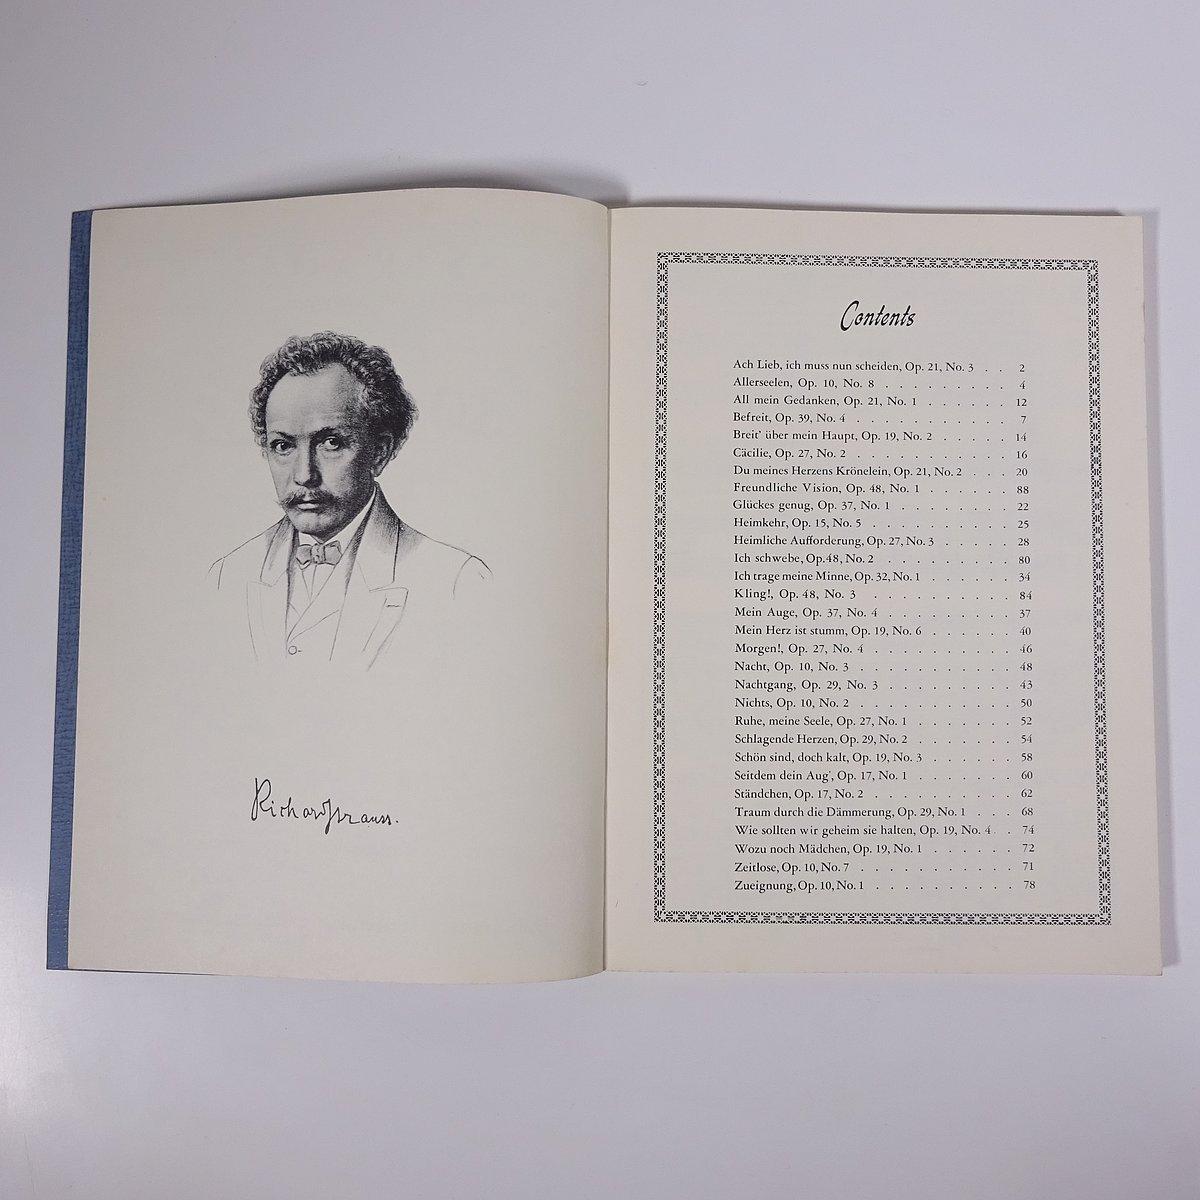 RichardStrauss.
Contents
Ach Lieb, ich muss nun scheiden, Op. 21, No. 3 . . 2
Allerseelen, Op. 10, No. 8 . . . . . . . . . 4
All mein Gedanken, Op. 21, No. 1 . . . . . . 12
Befreit, Op. 39, No. 4 . . . . . . . . . . . 7
Breit' über mein Haupt, Op. 19, No. 2 . . . . . 14
Cäcilie, Op. 27, No. 2 . . . . . . . . . . . 16
Du meines Herzens Krönelein, Op. 21, No. 2 . . . 20
Freundliche Vision, Op. 48, No. 1 . . . . . . 88
Glückes genug, Op. 37, No. 1 . . . . . . . . 22
Heimkehr, Op. 15, No. 5 . . . . . . . . . . 25
Heimliche Aufforderung, Op. 27, No. 3 . . . . . 28
Ich schwebe, Op.48, No. 2 . . . . . . . . . 80
Ich trage meine Minne, Op. 32, No. 1 . . . . . . 34
Kling!, Op. 48, No. 3 . . . . . . . . . . 84
Mein Auge, Op. 37, No. 4 . . . . . . . . . 37
Mein Herz ist stumm, Op. 19, No. 6 . . . . . . 40
Morgen!, Op. 27, No. 4 . . . . . . . . . . 46
Nacht, Op. 10, No. 3 . . . . . . . . . . . 48
Nachtgang, Op. 29, No. 3 . . . . . . . . . 43
Nichts, Op. 10, No. 2 . . . . . . . . . . . 50
Ruhe, meine Seele, Op. 27, No. 1 . . . . . . . 52
Schlagende Herzen, Op. 29, No. 2 . . . . . . . 54
Schön sind, doch kalt, Op. 19, No. 3 . . . . . . 58
Seitdem dein Aug', Op. 17, No. 1 . . . . . . . 60
Ständchen, Op. 17, No. 2 . . . . . . . . . . 62
Traum durch die Dämmerung, Op. 29, No. 1 . . . 68
Wie sollten wir geheim sie halten, Op. 19, No. 4 . . 74
Wozu noch Mädchen, Op. 19, No. 1 . . . . . . 72
Zeitlose, Op. 10, No. 7 . . . . . . . . . . . 71
Zueignung, Op. 10, No. 1 . . . . . . . . . . 78